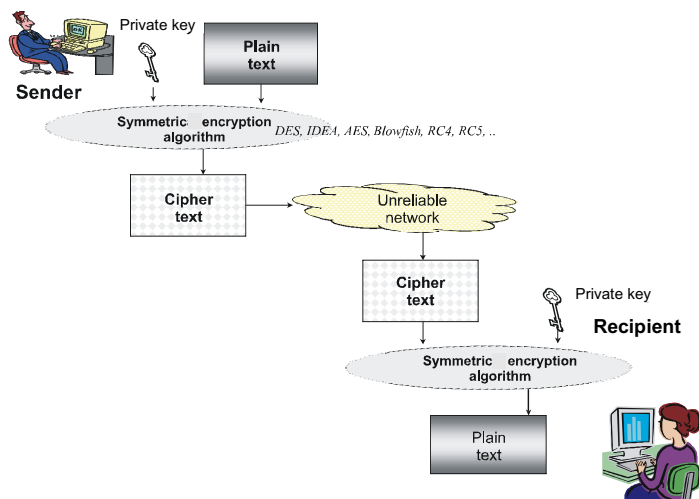 Private key
Plain
text
Sender
Symmetric encryption
algorithm
DES, IDEA, AES, Blowfish, RC4, RC5, ..
Cipher
text
Unreliable
network
Cipher
text
Private key
Recipient
Symmetric encryption
algorithm
Plain
text